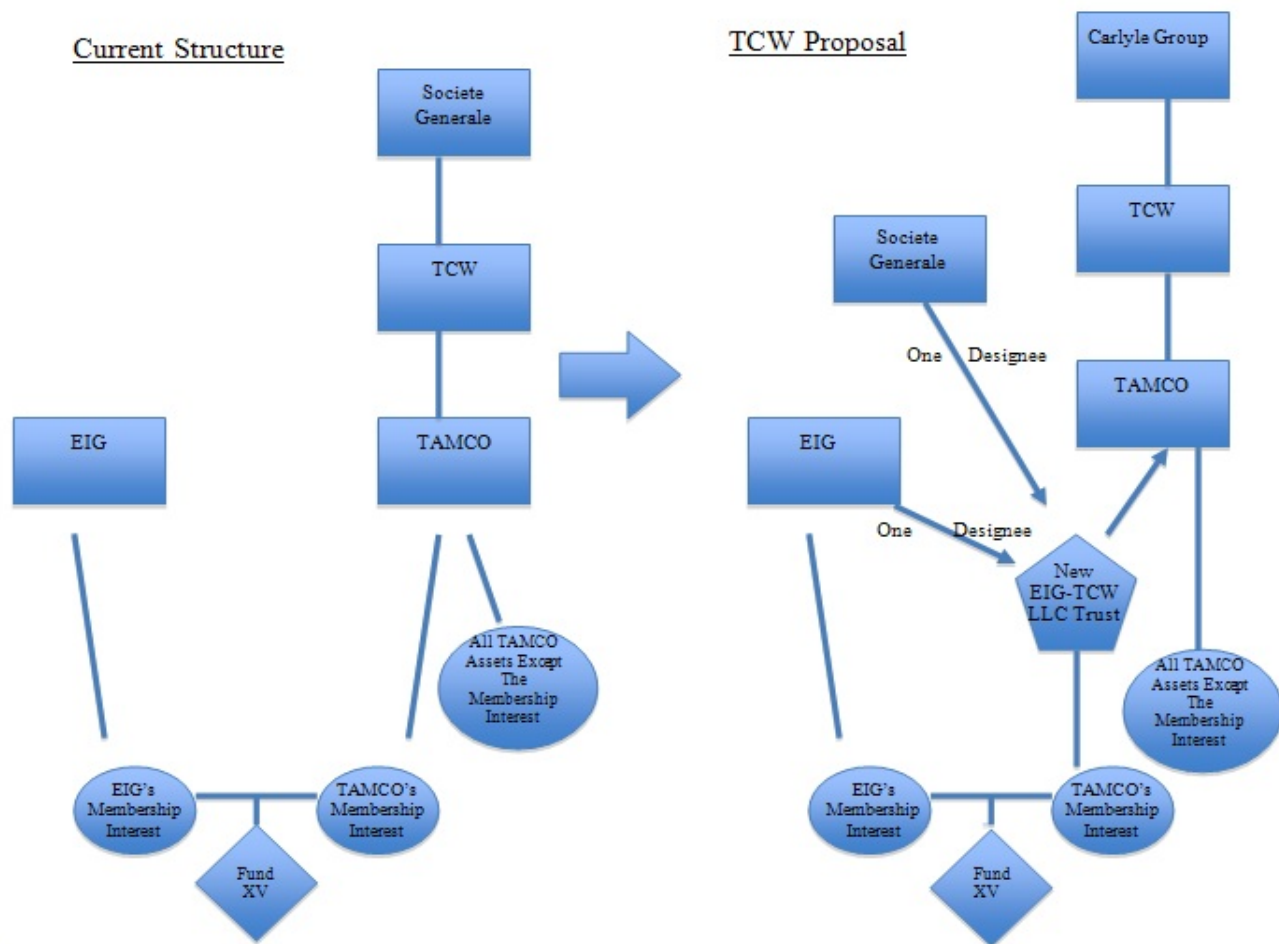 Current Structure
Societe
Generale
TCW
EIG
TAMCO
All TAMCO
Assets Except
The
Membership
Interest
EIG's
Membership
Interest
TAMCO's
Membership
Interest
Fund
XV
TCW Proposal
Carlyle Group
TCW
Societe
Generale
One Designee
TAMCO
EIG
One Designee
New
EIG-TCW
LLC Trust
All TAMCO
Assets Except
The
Membership
Interest
EIG's
Membership
Interest
TAMCO's
Membership
Interest
Fund
XV